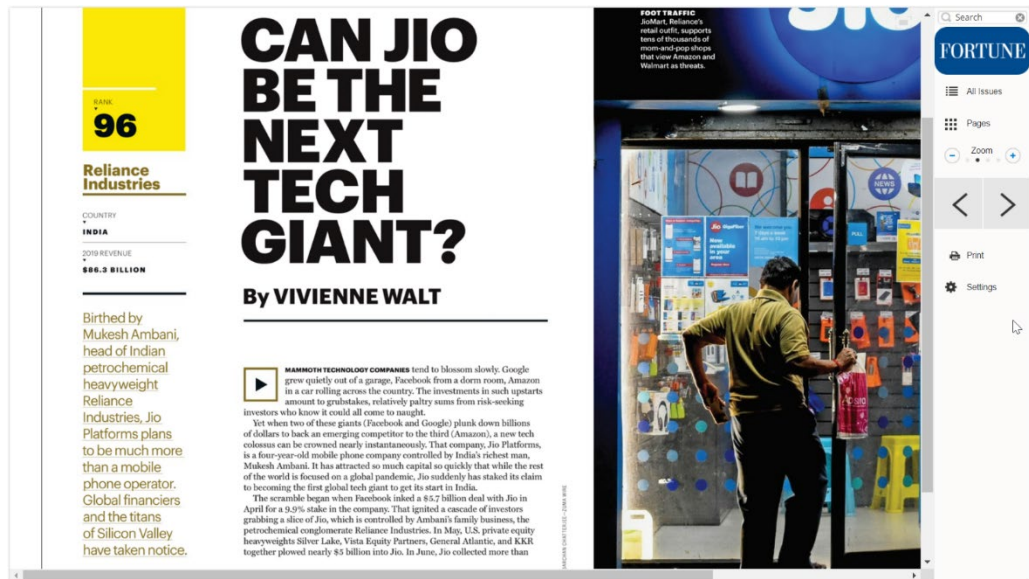 RANK
96
Reliance
Industries
COUNTRY
INDIA
2019 REVENUE
$86.3 BILLION
Birthed by
Mukesh Ambani,
head of Indian
petrochemical
heavyweight
Reliance
Industries, Jio
Platforms plans
to be much more
than a mobile
phone operator.
Global financiers
and the titans
of Silicon Valley
have taken notice.
CAN JIO
BE THE
NEXT
TECH
GIANT?
By VIVIENNE WALT
MAMMOTH TECHNOLOGY COMPANIES tend to blossom slowly. Google
grew quietly out of a garage, Facebook from a dorm room, Amazon
in a car rolling across the country. The investments in such upstarts
amount to grubstakes, relatively paltry sums from risk-seeking
investors who know it could all come to naught.
Yet when two of these giants (Facebook and Google) plunk down billions
of dollars to back an emerging competitor to the third (Amazon), a new tech
colossus can be crowned nearly instantaneously. That company, Jio Platforms,
is a four-year-old mobile phone company controlled by India's richest man,
Mukesh Ambani. It has attracted so much capital so quickly that while the rest
of the world is focused on a global pandemic, Jio suddenly has staked its claim
to becoming the first global tech giant to get its start in India.
The scramble began when Facebook inked a $5.7 billion deal with Jio in
April for a 9.9% stake in the company. That ignited a cascade of investors
grabbing a slice of Jio, which is controlled by Ambani's family business, the
petrochemical conglomerate Reliance Industries. In May, U.S. private equity
heavyweights Silver Lake, Vista Equity Partners, General Atlantic, and KKR
together plowed nearly $5 billion into Jio. In June, Jio collected more than
FOOT TRAFFIC
JioMart, Reliance's
retail outfit, supports
tens of thousands of
mom-and-pop shops
that view Amazon and
Walmart as threats.
Jio
NEWS
PULL
Jio
Now
available
in your
area
Search
FORTUNE
All Issues
Pages
Zoom
Print
Settings